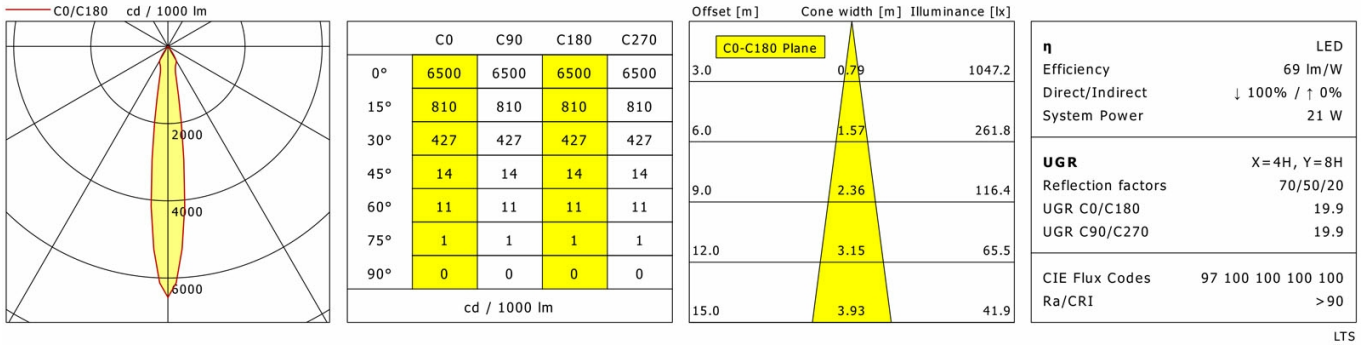 C0/C180 cd / 1000 lm
2000
4000
6000
C0 C90 C180 C270
0° 6500 6500 6500 6500
15° 810 810 810 810
30° 427 427 427 427
45° 14 14 14 14
60° 11 11 11 11
75° 1 1 1 1
90° 0 0 0 0
cd / 1000 lm
Offset [m] Cone width [m] Illuminance [lx]
C0-C180 Plane
3.0 0.79 1047.2
6.0 1.57 261.8
9.0 2.36 116.4
12.0 3.15 65.5
15.0 3.93 41.9
η LED
Efficiency 69 lm/W
Direct/Indirect ↓ 100% / ↑ 0%
System Power 21 W
UGR X=4H, Y=8H
Reflection factors 70/50/20
UGR C0/C180 19.9
UGR C90/C270 19.9
CIE Flux Codes 97 100 100 100 100
Ra/CRI >90
LTS